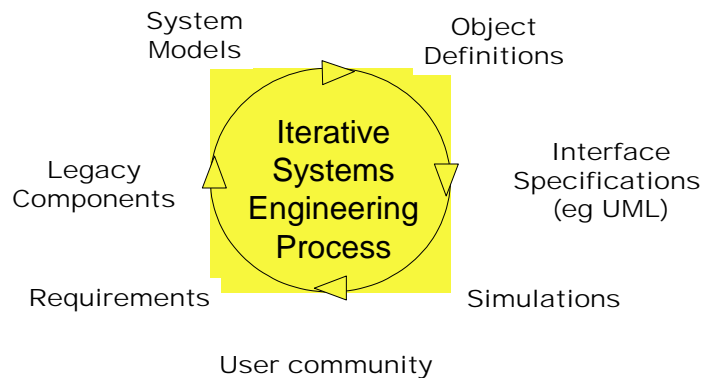 System
Models
Object
Definitions
Iterative
Systems
Engineering
Process
Legacy
Components
Interface
Specifications
(eg UML)
Requirements
Simulations
User community